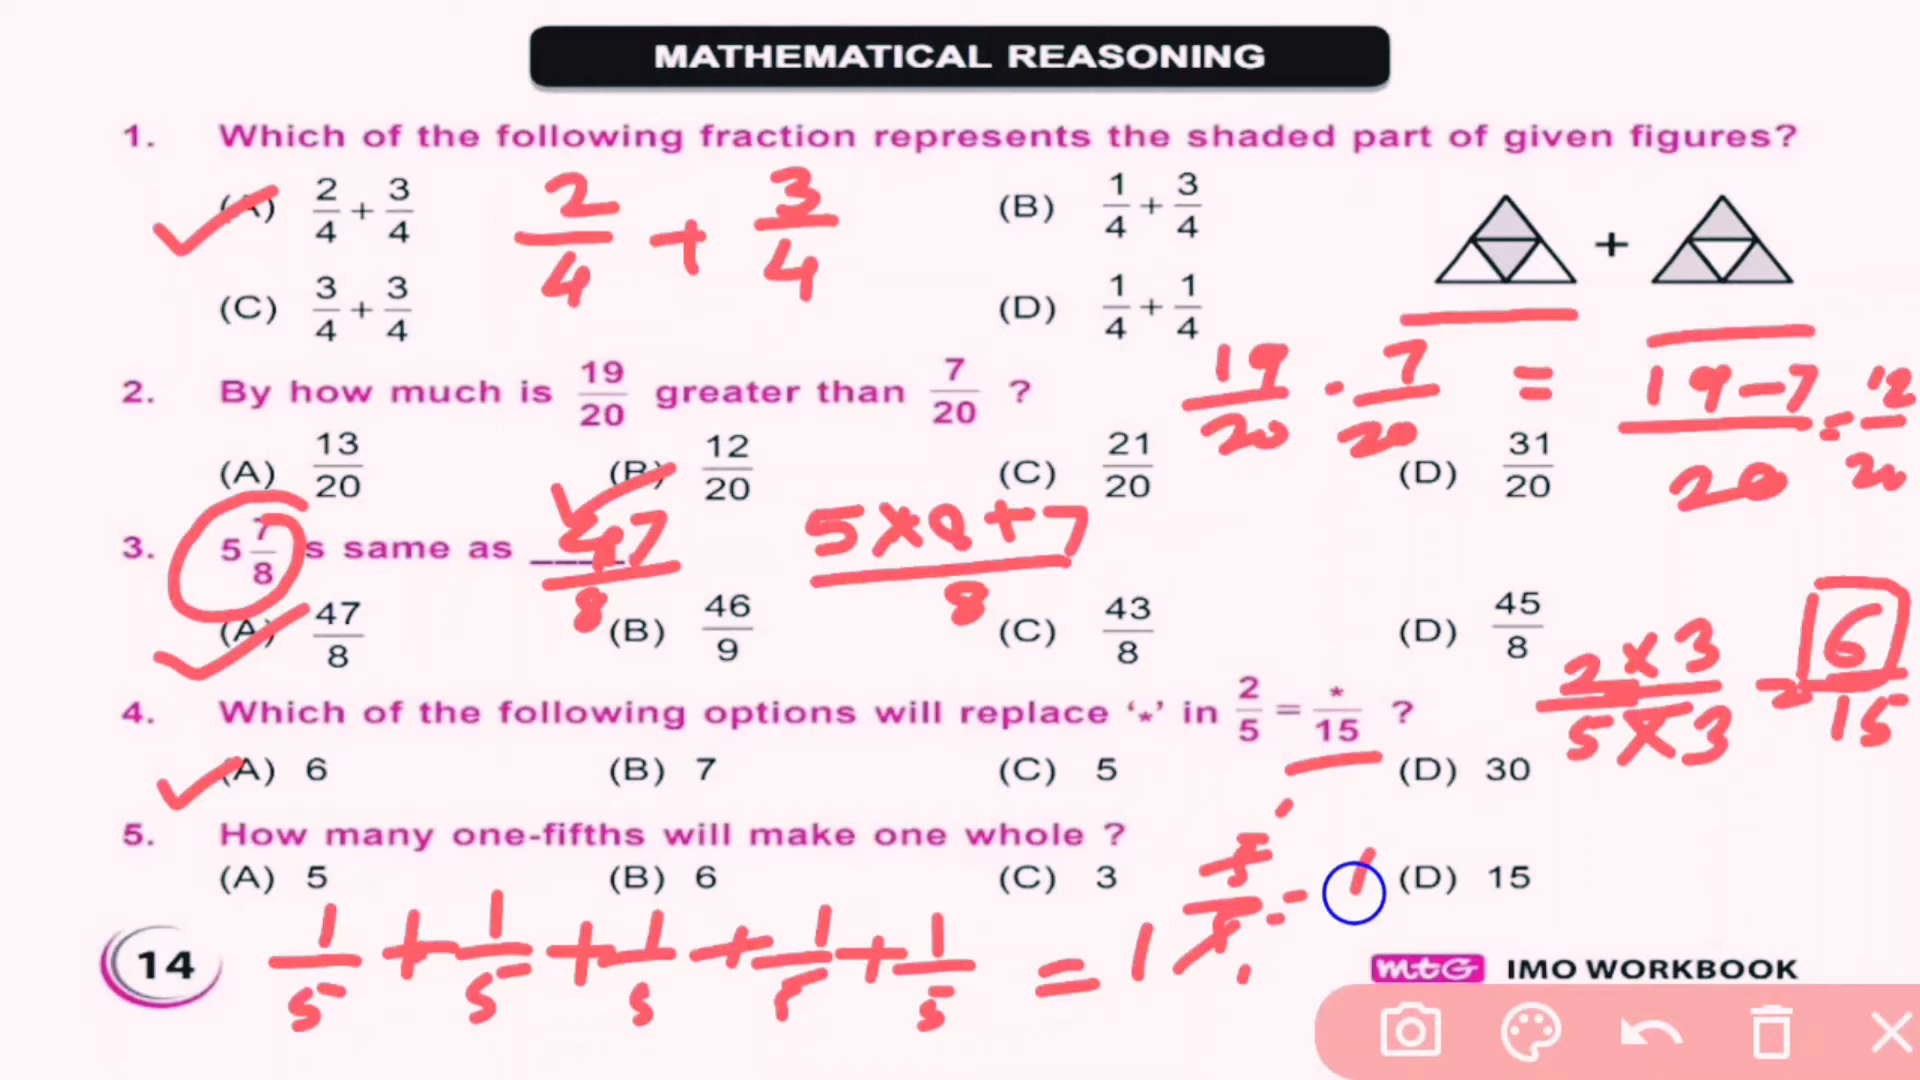 MATHEMATICAL REASONING
1. Which of the following fraction represents the shaded part of given figures?
(A) 2/4 + 3/4 (B) 1/4 + 3/4
2/4 + 3/4
+
(C) 3/4 + 3/4 (D) 1/4 + 1/4
2. By how much is 19/20 greater than 7/20 ?
19/20 - 7/20 = 19-7/20 = 12/20
(A) 13/20 (B) 12/20 (C) 21/20 (D) 31/20
3. 5 7/8 is same as _____.
47/8
5×8+7/8
(A) 47/8 (B) 46/9 (C) 43/8 (D) 45/8
4. Which of the following options will replace ‘*’ in 2/5 = */15 ?
2×3/5×3 = 6/15
(A) 6 (B) 7 (C) 5 (D) 30
5. How many one-fifths will make one whole ?
(A) 5 (B) 6 (C) 3 (D) 15
1/5 + 1/5 + 1/5 + 1/5 + 1/5 = 1
5/5 = 1
14
mtG IMO WORKBOOK